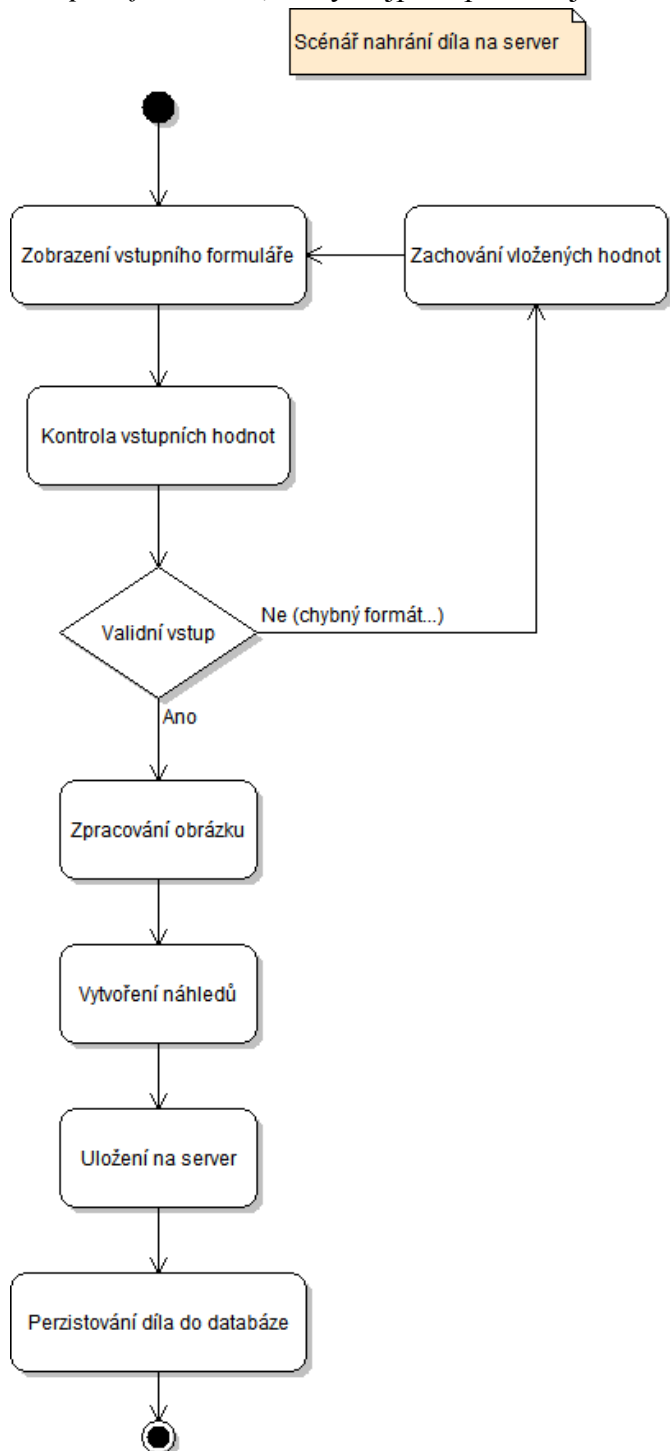 Scénář nahrání díla na server
Zobrazení vstupního formuláře
Zachování vložených hodnot
Kontrola vstupních hodnot
Validní vstup
Ne (chybný formát...)
Ano
Zpracování obrázku
Vytvoření náhledů
Uložení na server
Perzistování díla do databáze